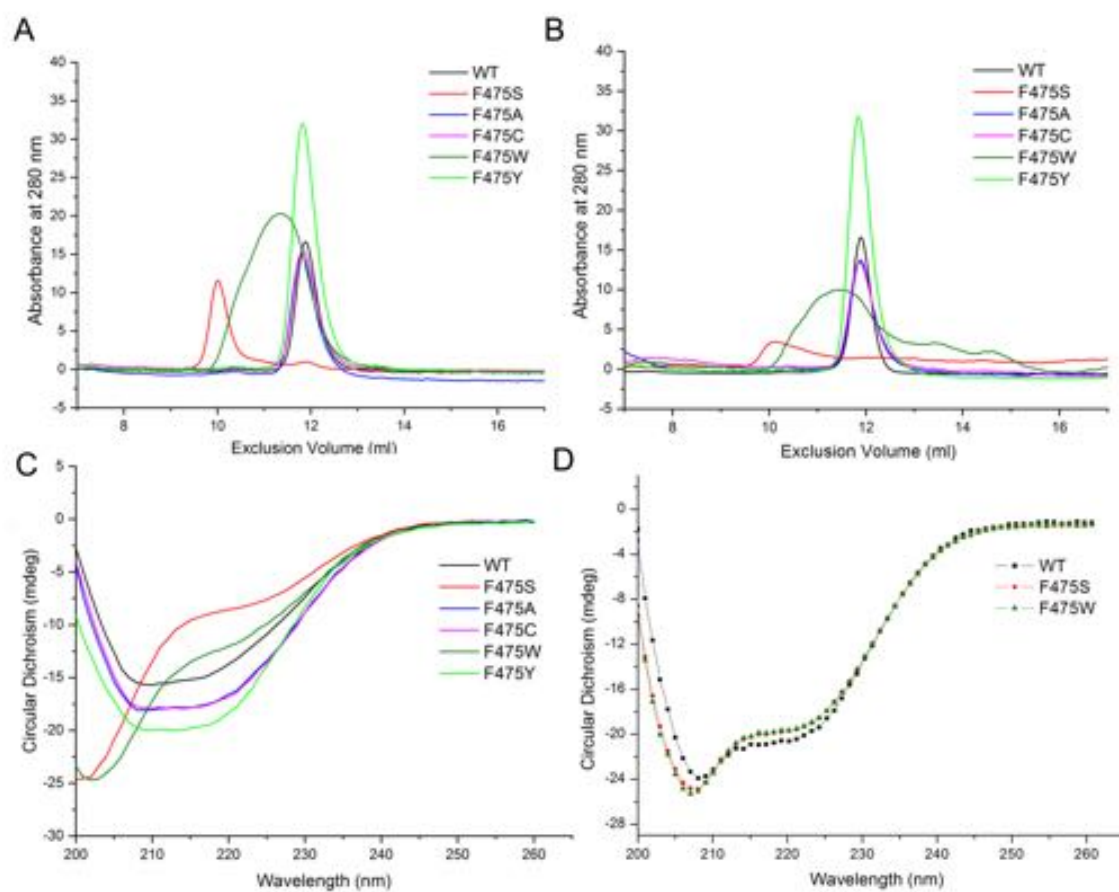 A
B
40
35
30
25
20
15
10
5
0
-5
8
10
12
14
16
Absorbance at 280 nm
Exclusion Volume (ml)
WT
F475S
F475A
F475C
F475W
F475Y
40
35
30
25
20
15
10
5
0
-5
8
10
12
14
16
Absorbance at 280 nm
Exclusion Volume (ml)
WT
F475S
F475A
F475C
F475W
F475Y
C
D
5
0
-5
-10
-15
-20
-25
-30
200
210
220
230
240
250
260
Circular Dichroism (mdeg)
Wavelength (nm)
WT
F475S
F475A
F475C
F475W
F475Y
0
-4
-8
-12
-16
-20
-24
-28
200
210
220
230
240
250
260
Circular Dichroism (mdeg)
Wavelength (nm)
WT
F475S
F475W